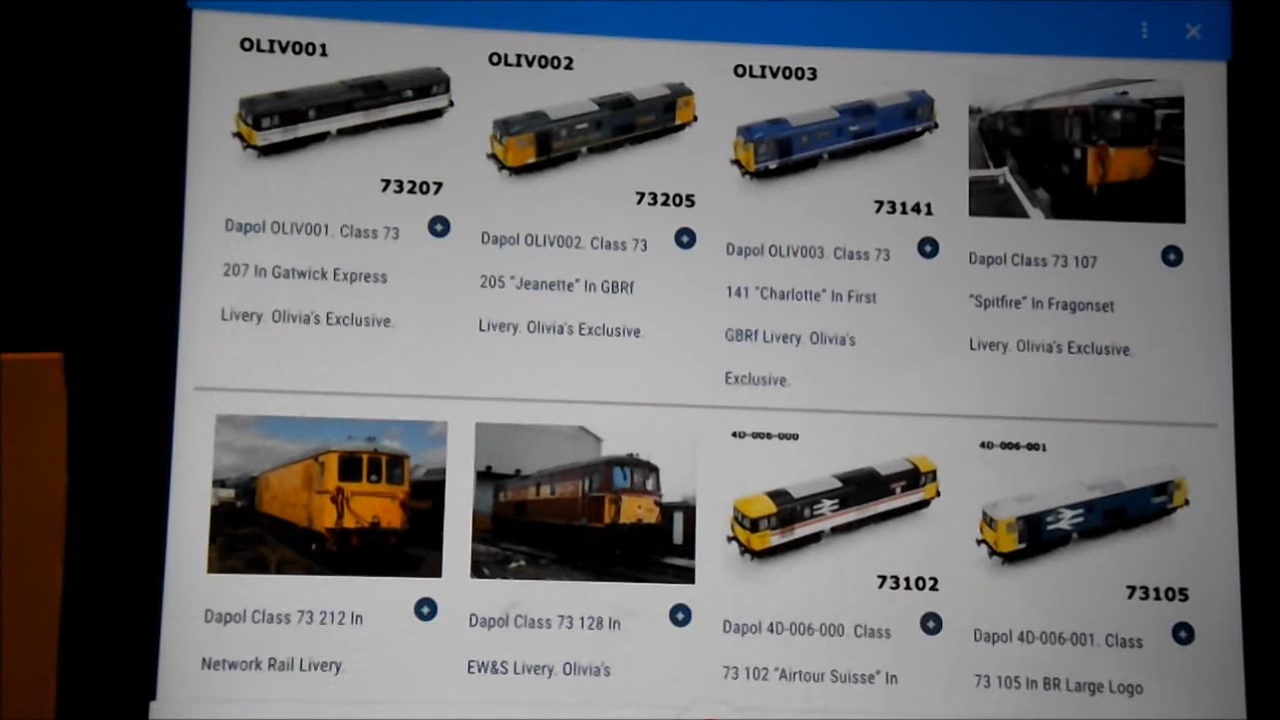 OLIV001
73207
Dapol OLIV001. Class 73
207 In Gatwick Express
Livery. Olivia's Exclusive.
OLIV002
73205
Dapol OLIV002. Class 73
205 "Jeanette" In GBRf
Livery. Olivia's Exclusive.
OLIV003
73141
Dapol OLIV003. Class 73
141 "Charlotte" In First
GBRf Livery. Olivia's
Exclusive.
Dapol Class 73 107
"Spitfire" In Fragonset
Livery. Olivia's Exclusive.
Dapol Class 73 212 In
Network Rail Livery.
Dapol Class 73 128 In
EW&S Livery. Olivia's
4D-006-000
73102
Dapol 4D-006-000. Class
73 102 "Airtour Suisse" In
4D-006-001
73105
Dapol 4D-006-001. Class
73 105 In BR Large Logo